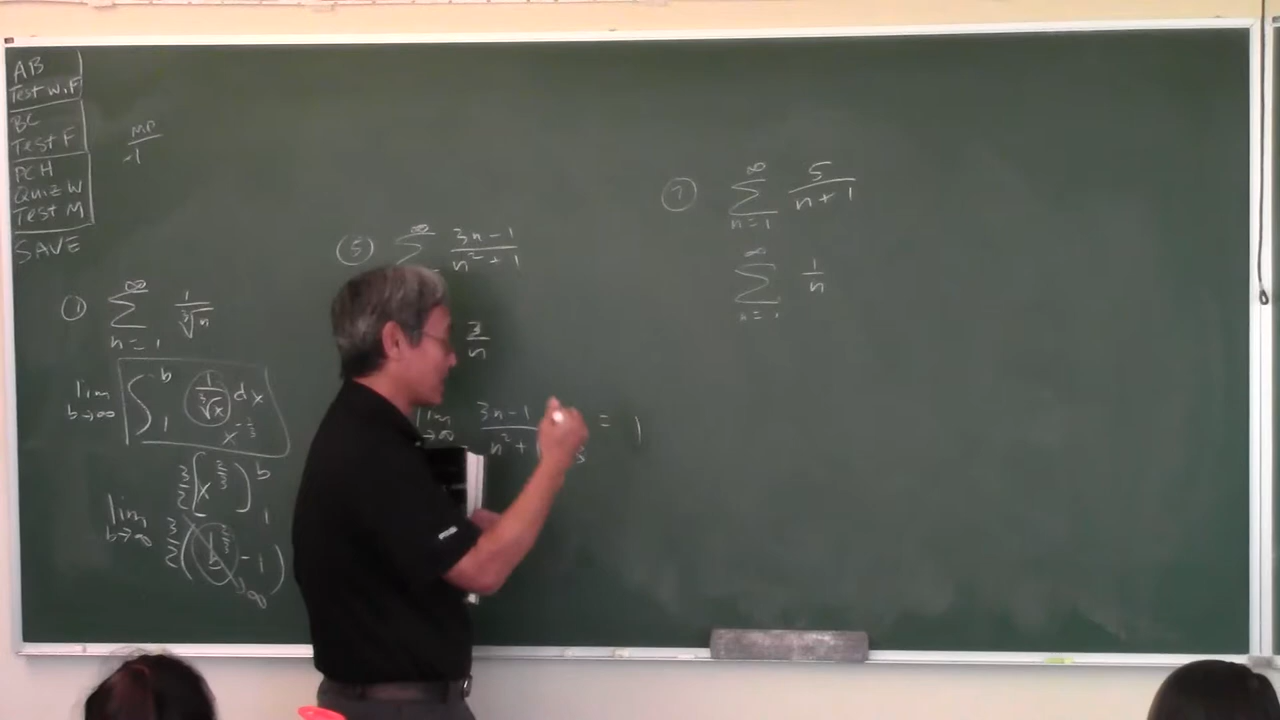 AB
Test W, F
BC
Test F
PCH
Quiz W
Test M
SAVE
MP
-1
① ∞ Σ n=1 1/∛n
lim b→∞ ∫ b 1 1/∛x dx
x^-1/3
3/2 [x^2/3] b 1
lim b→∞ 3/2 (b^2/3 - 1)
∞
⑤ ∞ Σ 3n-1/n²+1
3/n
lim →∞ 3n-1/n²+ 3 = 1
⑦ ∞ Σ n=1 5/n+1
∞ Σ n=1 1/n